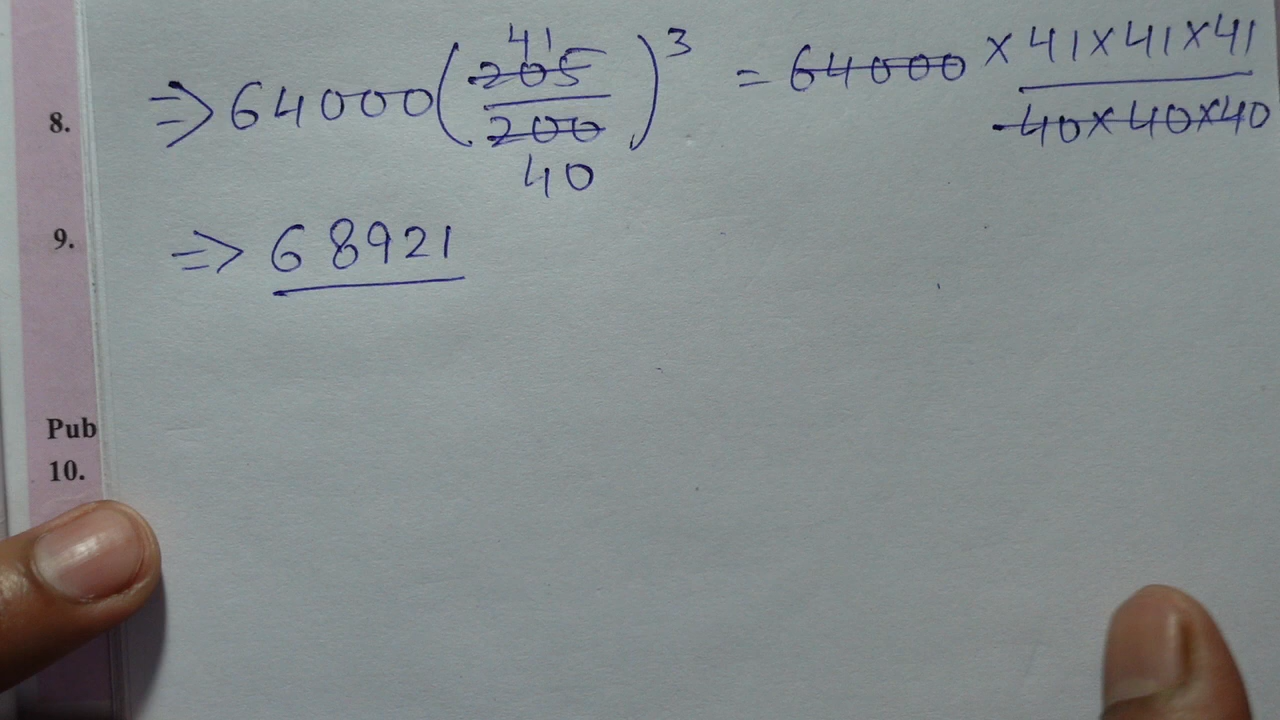 8. ⇒ 64000(205/200)³ = 64000 × 41×41×41/40×40×40
41
40
9. ⇒ 68921
Pub
10.